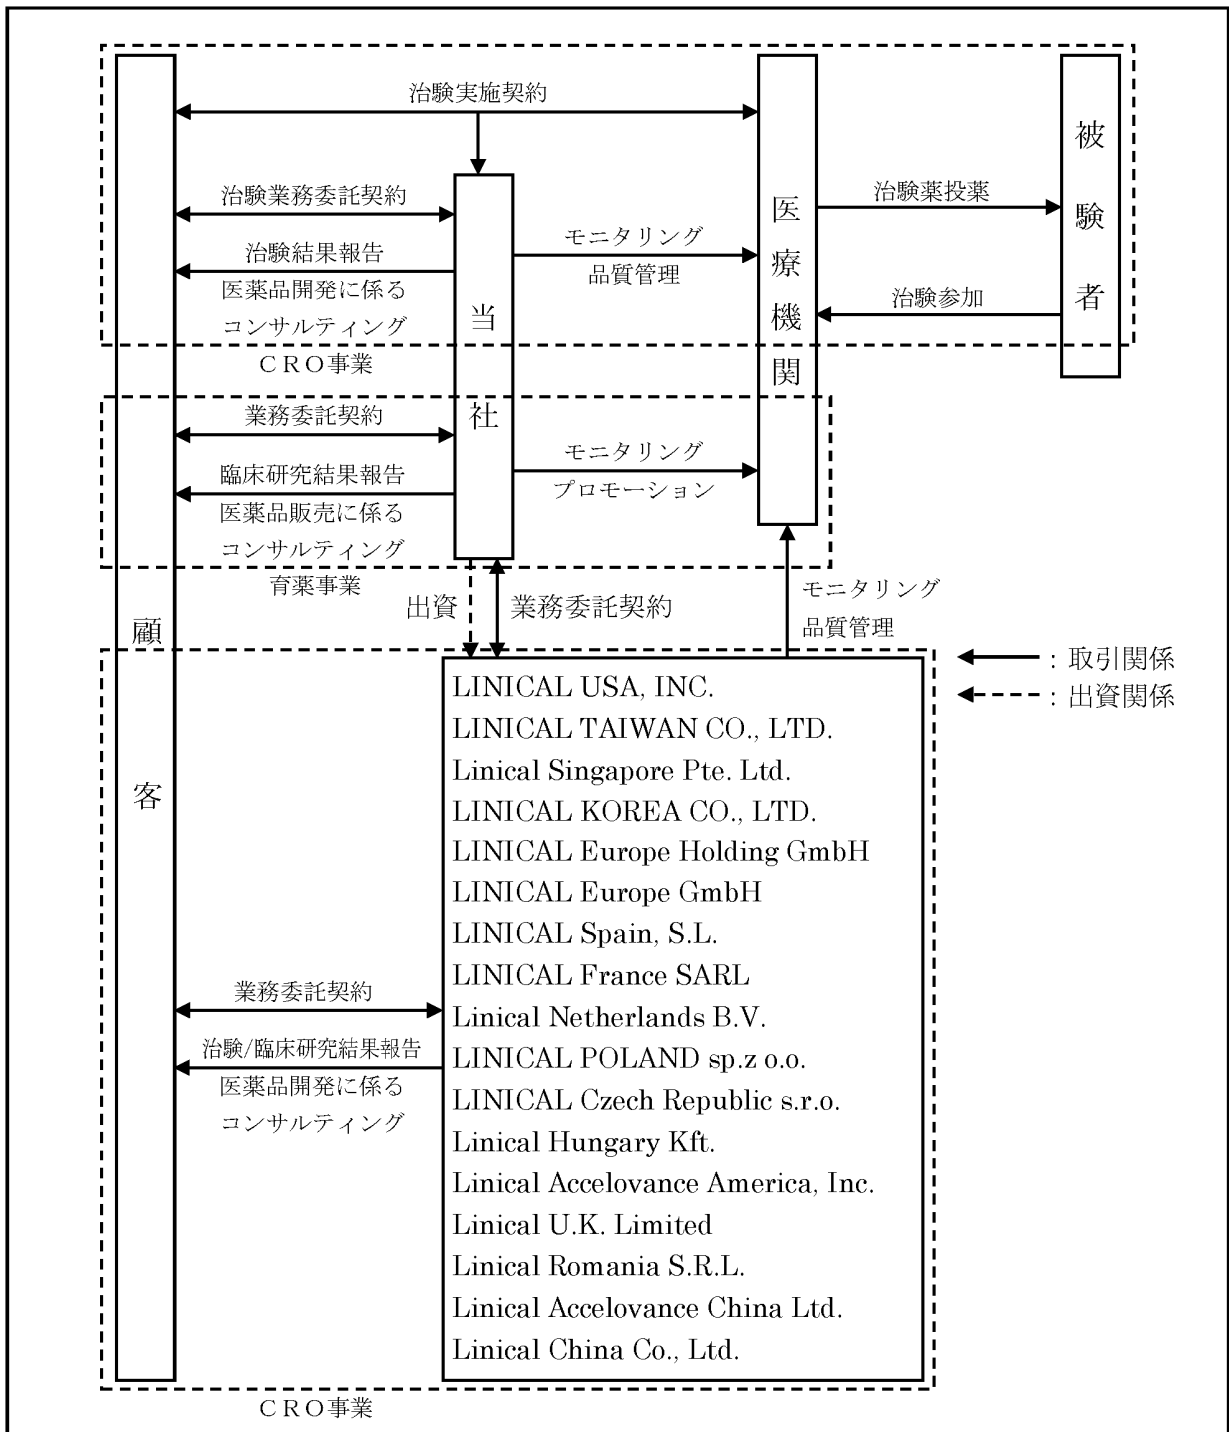 治験実施契約
治験業務委託契約
治験結果報告
医薬品開発に係る
コンサルティング
CRO事業
モニタリング
品質管理
治験薬投薬
治験参加
被験者
医療機関
当社
業務委託契約
臨床研究結果報告
医薬品販売に係る
コンサルティング
育薬事業
モニタリング
プロモーション
出資
業務委託契約
モニタリング
品質管理
顧客
: 取引関係
: 出資関係
LINICAL USA, INC.
LINICAL TAIWAN CO., LTD.
Linical Singapore Pte. Ltd.
LINICAL KOREA CO., LTD.
LINICAL Europe Holding GmbH
LINICAL Europe GmbH
LINICAL Spain, S.L.
LINICAL France SARL
Linical Netherlands B.V.
LINICAL POLAND sp.z o.o.
LINICAL Czech Republic s.r.o.
Linical Hungary Kft.
Linical Accelovance America, Inc.
Linical U.K. Limited
Linical Romania S.R.L.
Linical Accelovance China Ltd.
Linical China Co., Ltd.
業務委託契約
治験/臨床研究結果報告
医薬品開発に係る
コンサルティング
CRO事業